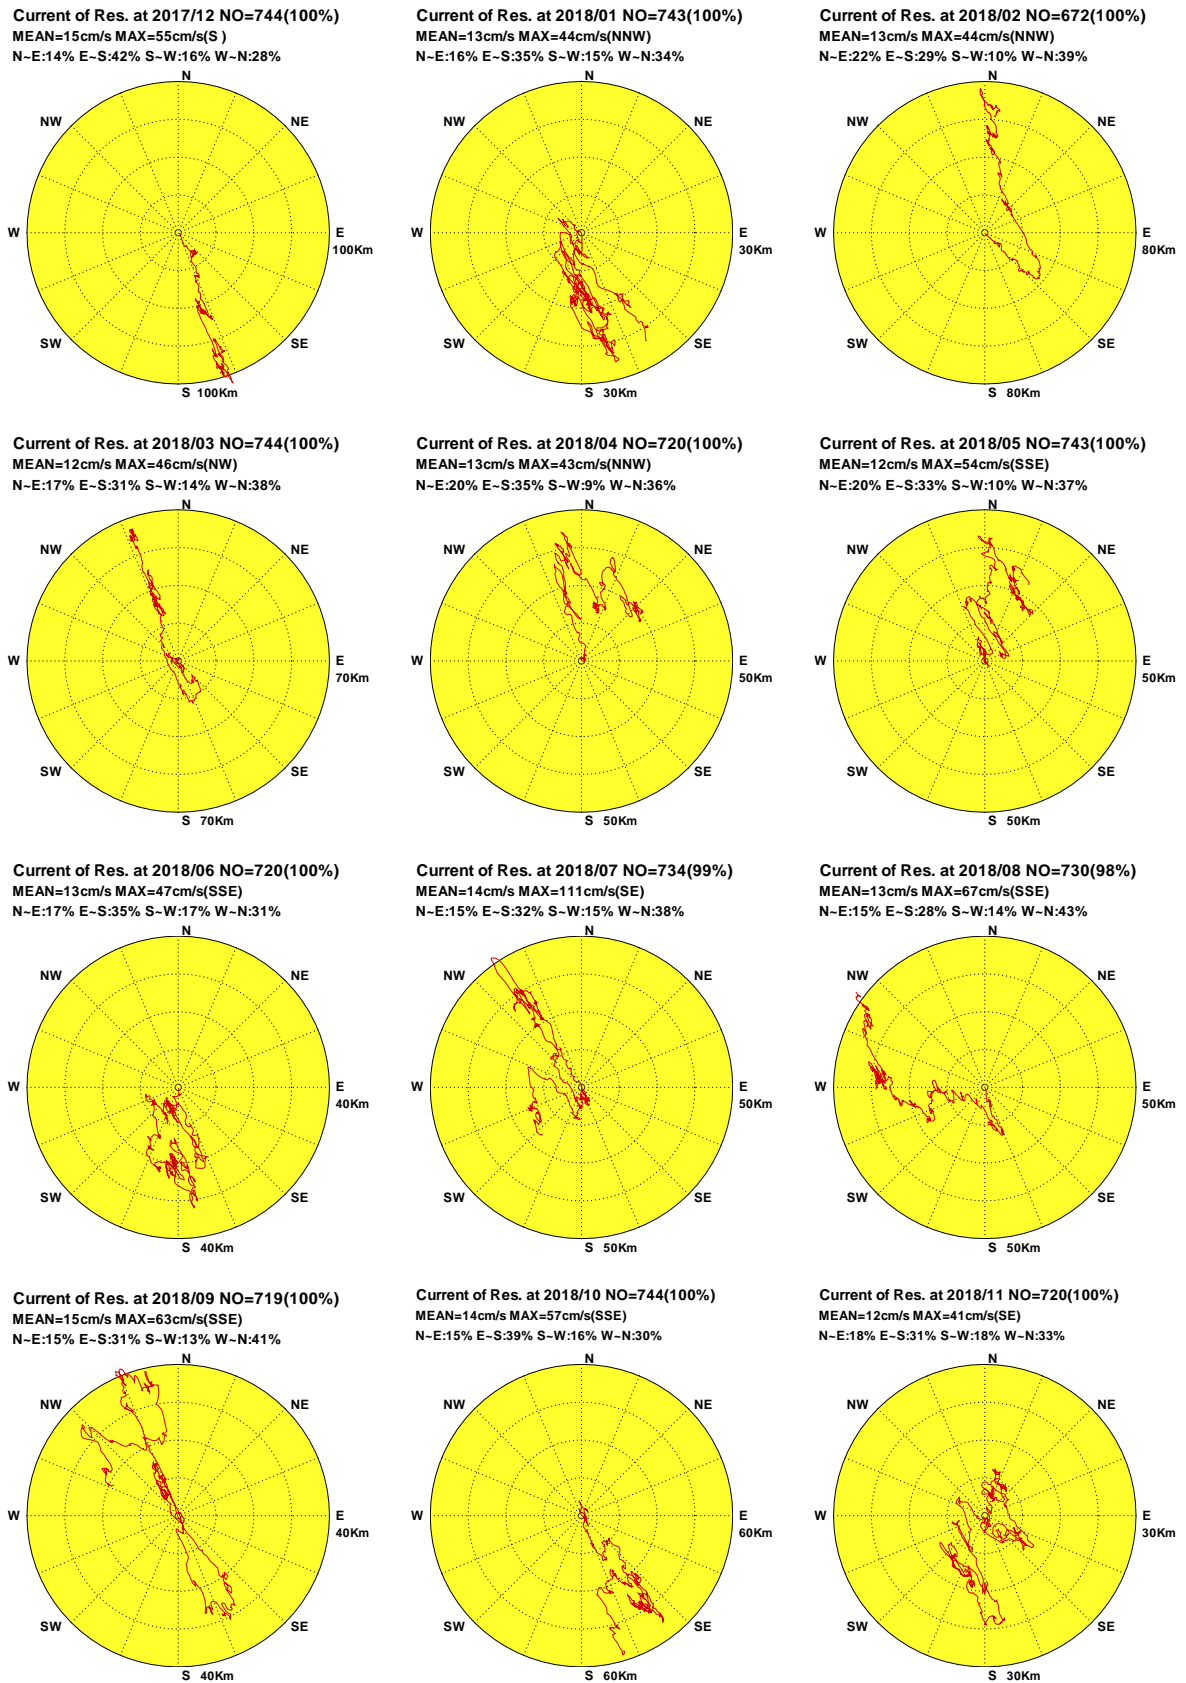 Current of Res. at 2017/12 NO=744(100%)
MEAN=15cm/s MAX=55cm/s(S )
N~E:14% E~S:42% S~W:16% W~N:28%
N
NW
NE
W
E
100Km
SW
SE
S 100Km
Current of Res. at 2018/01 NO=743(100%)
MEAN=13cm/s MAX=44cm/s(NNW)
N~E:16% E~S:35% S~W:15% W~N:34%
N
NW
NE
W
E
30Km
SW
SE
S 30Km
Current of Res. at 2018/02 NO=672(100%)
MEAN=13cm/s MAX=44cm/s(NNW)
N~E:22% E~S:29% S~W:10% W~N:39%
N
NW
NE
W
E
80Km
SW
SE
S 80Km
Current of Res. at 2018/03 NO=744(100%)
MEAN=12cm/s MAX=46cm/s(NW)
N~E:17% E~S:31% S~W:14% W~N:38%
N
NW
NE
W
E
70Km
SW
SE
S 70Km
Current of Res. at 2018/04 NO=720(100%)
MEAN=13cm/s MAX=43cm/s(NNW)
N~E:20% E~S:35% S~W:9% W~N:36%
N
NW
NE
W
E
50Km
SW
SE
S 50Km
Current of Res. at 2018/05 NO=743(100%)
MEAN=12cm/s MAX=54cm/s(SSE)
N~E:20% E~S:33% S~W:10% W~N:37%
N
NW
NE
W
E
50Km
SW
SE
S 50Km
Current of Res. at 2018/06 NO=720(100%)
MEAN=13cm/s MAX=47cm/s(SSE)
N~E:17% E~S:35% S~W:17% W~N:31%
N
NW
NE
W
E
40Km
SW
SE
S 40Km
Current of Res. at 2018/07 NO=734(99%)
MEAN=14cm/s MAX=111cm/s(SE)
N~E:15% E~S:32% S~W:15% W~N:38%
N
NW
NE
W
E
50Km
SW
SE
S 50Km
Current of Res. at 2018/08 NO=730(98%)
MEAN=13cm/s MAX=67cm/s(SSE)
N~E:15% E~S:28% S~W:14% W~N:43%
N
NW
NE
W
E
50Km
SW
SE
S 50Km
Current of Res. at 2018/09 NO=719(100%)
MEAN=15cm/s MAX=63cm/s(SSE)
N~E:15% E~S:31% S~W:13% W~N:41%
N
NW
NE
W
E
40Km
SW
SE
S 40Km
Current of Res. at 2018/10 NO=744(100%)
MEAN=14cm/s MAX=57cm/s(SSE)
N~E:15% E~S:39% S~W:16% W~N:30%
N
NW
NE
W
E
60Km
SW
SE
S 60Km
Current of Res. at 2018/11 NO=720(100%)
MEAN=12cm/s MAX=41cm/s(SE)
N~E:18% E~S:31% S~W:18% W~N:33%
N
NW
NE
W
E
30Km
SW
SE
S 30Km